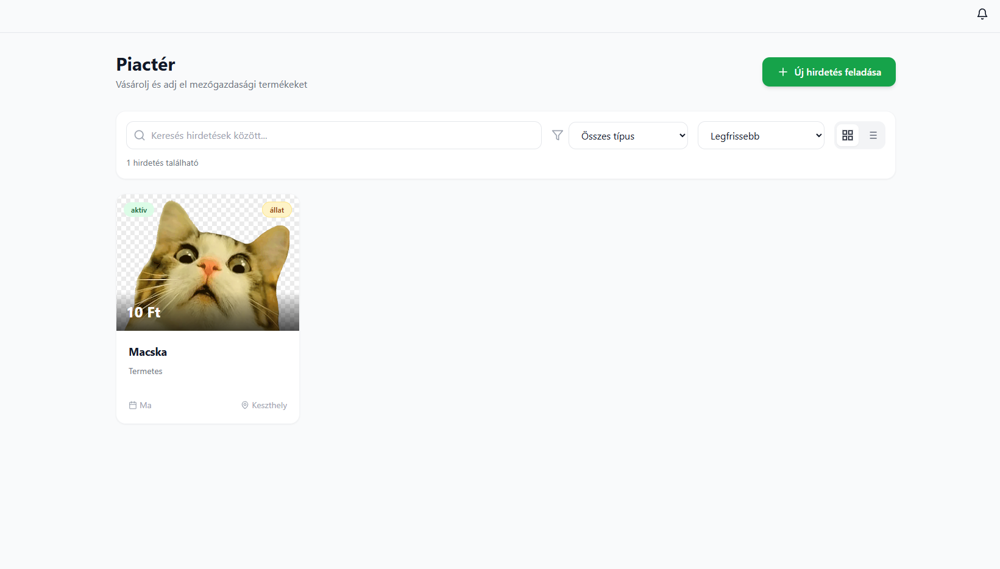 Piactér
Vásárolj és adj el mezőgazdasági termékeket
Új hirdetés feladása
Keresés hirdetések között...
Összes típus
Legfrissebb
1 hirdetés található
aktív
állat
10 Ft
Macska
Termetes
Ma
Keszthely